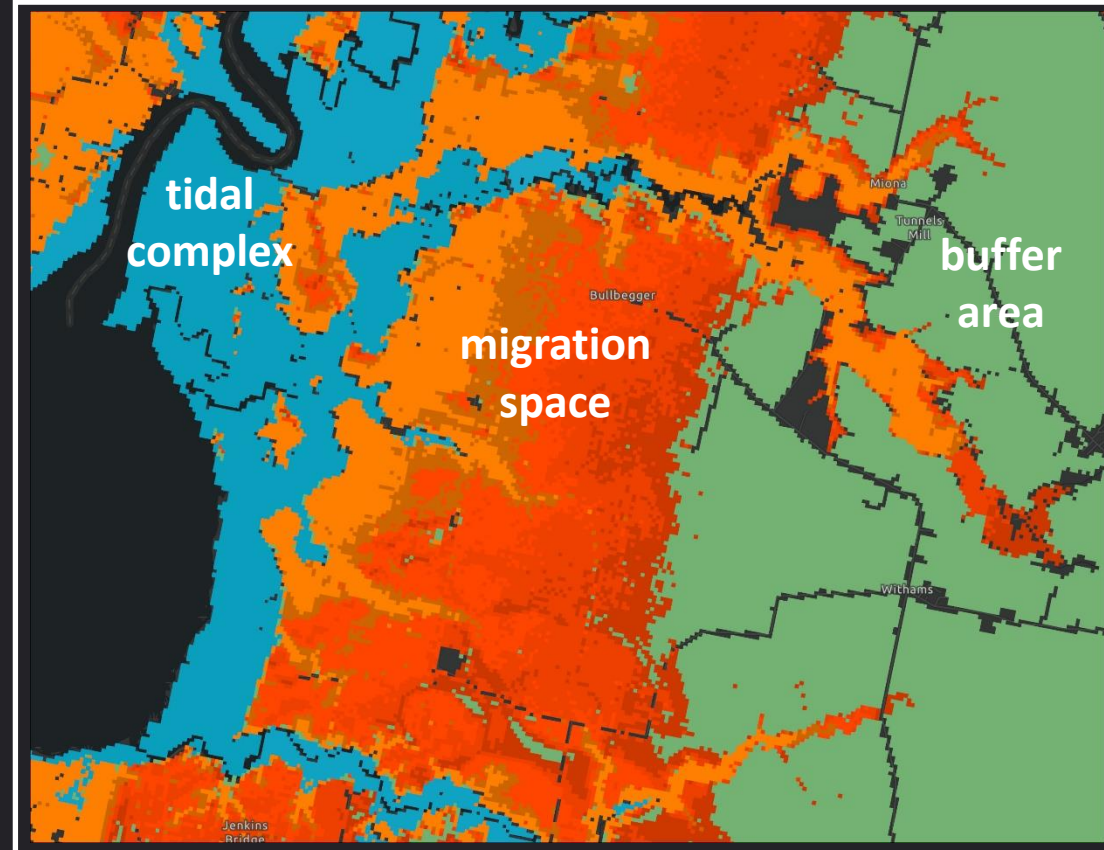 tidal
complex
migration
space
buffer
area
Miona
Tunnels
Mill
Bullbegger
Withams
Jenkins
Bridge